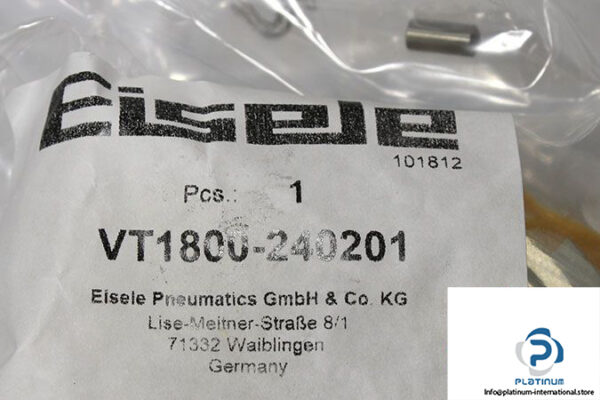 Eisele
101812
Pcs.: 1
VT1800-240201
Eisele Pneumatics GmbH & Co. KG
Lise-Meitner-Straße 8/1
71332 Waiblingen
Germany
PLATINUM
Info@platinum-international.store